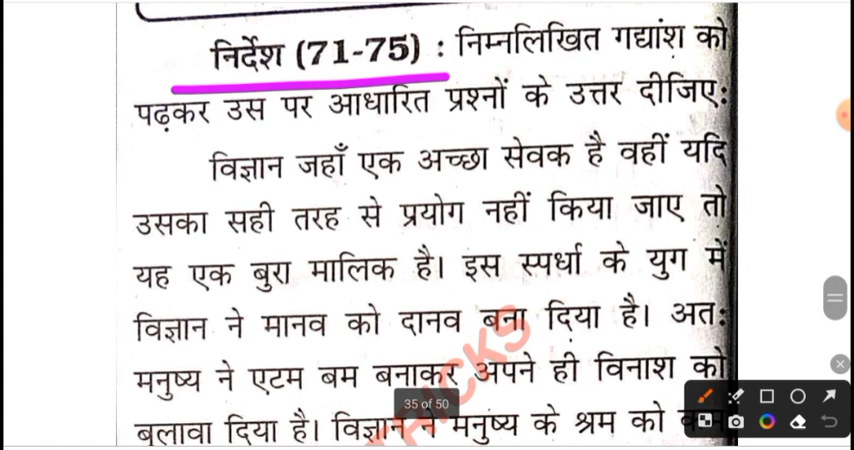 निर्देश (71-75) : निम्नलिखित गद्यांश को
पढ़कर उस पर आधारित प्रश्नों के उत्तर दीजिए:
विज्ञान जहाँ एक अच्छा सेवक है वहीं यदि
उसका सही तरह से प्रयोग नहीं किया जाए तो
यह एक बुरा मालिक है। इस स्पर्धा के युग में
विज्ञान ने मानव को दानव बना दिया है। अतः
मनुष्य ने एटम बम बनाकर अपने ही विनाश को
35 of 50
बुलावा दिया है। विज्ञान ने मनुष्य के श्रम को कम